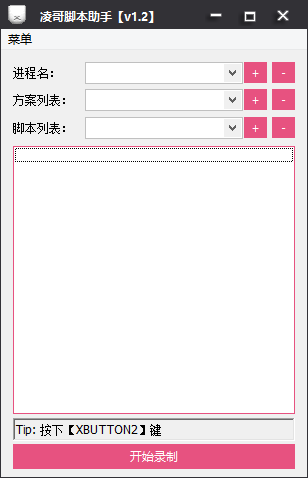 凌哥脚本助手【v1.2】
菜单
进程名： + -
方案列表： + -
脚本列表： + -
Tip: 按下【XBUTTON2】键
开始录制